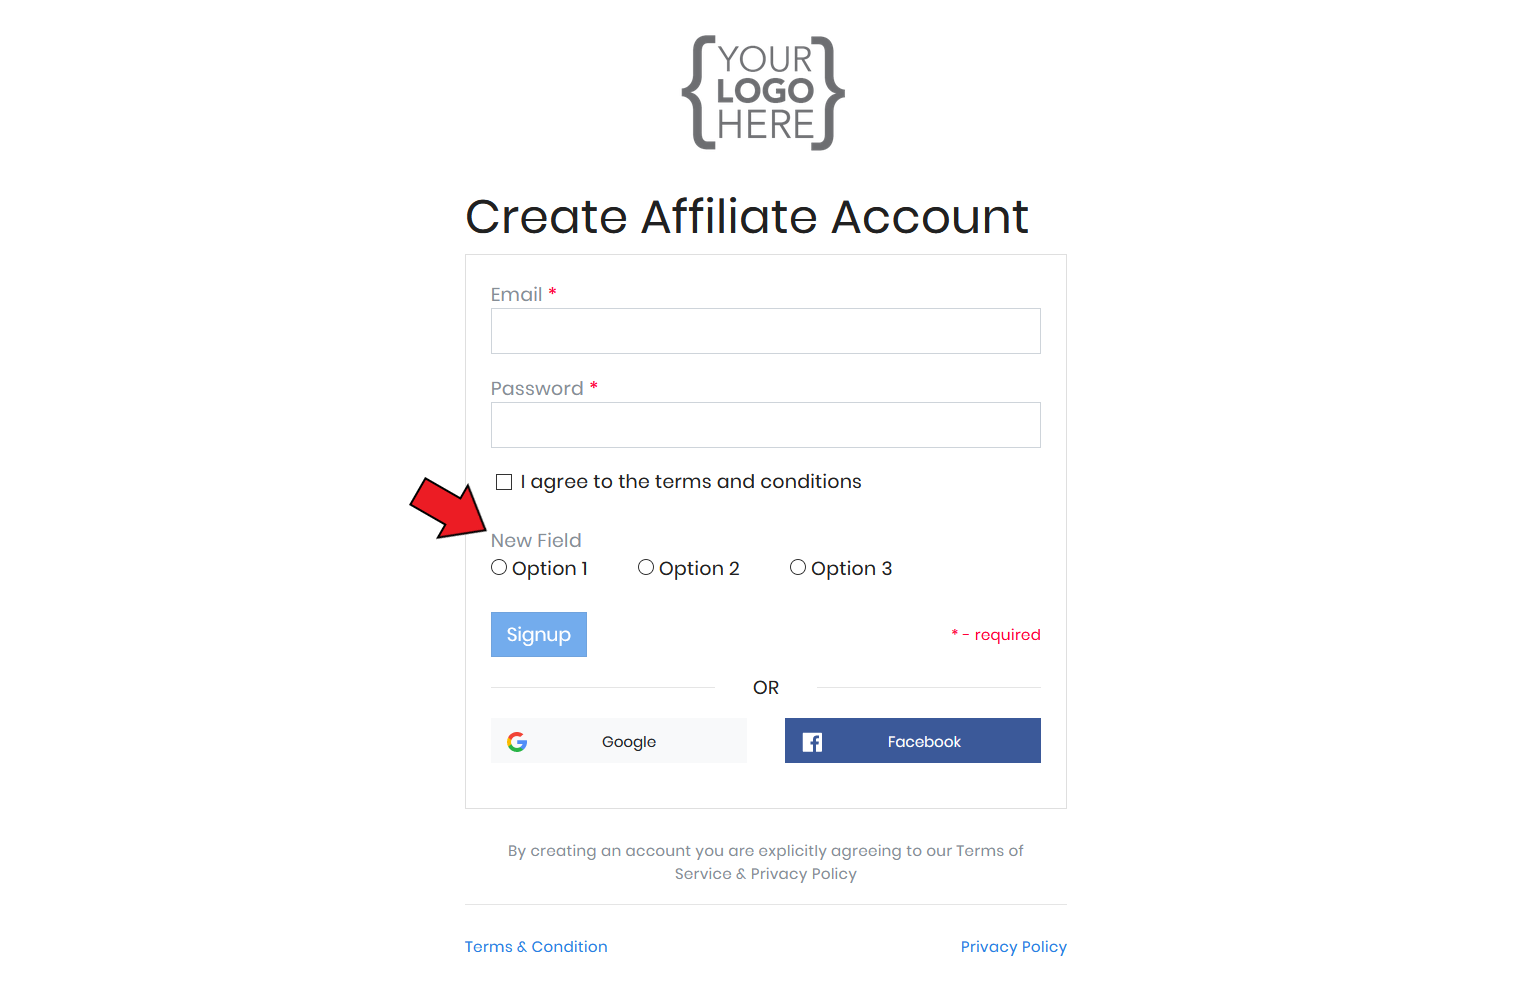 YOUR
LOGO
HERE
Create Affiliate Account
Email *
Password *
I agree to the terms and conditions
New Field
Option 1 Option 2 Option 3
Signup * - required
OR
Google Facebook
By creating an account you are explicitly agreeing to our Terms of
Service & Privacy Policy
Terms & Condition Privacy Policy